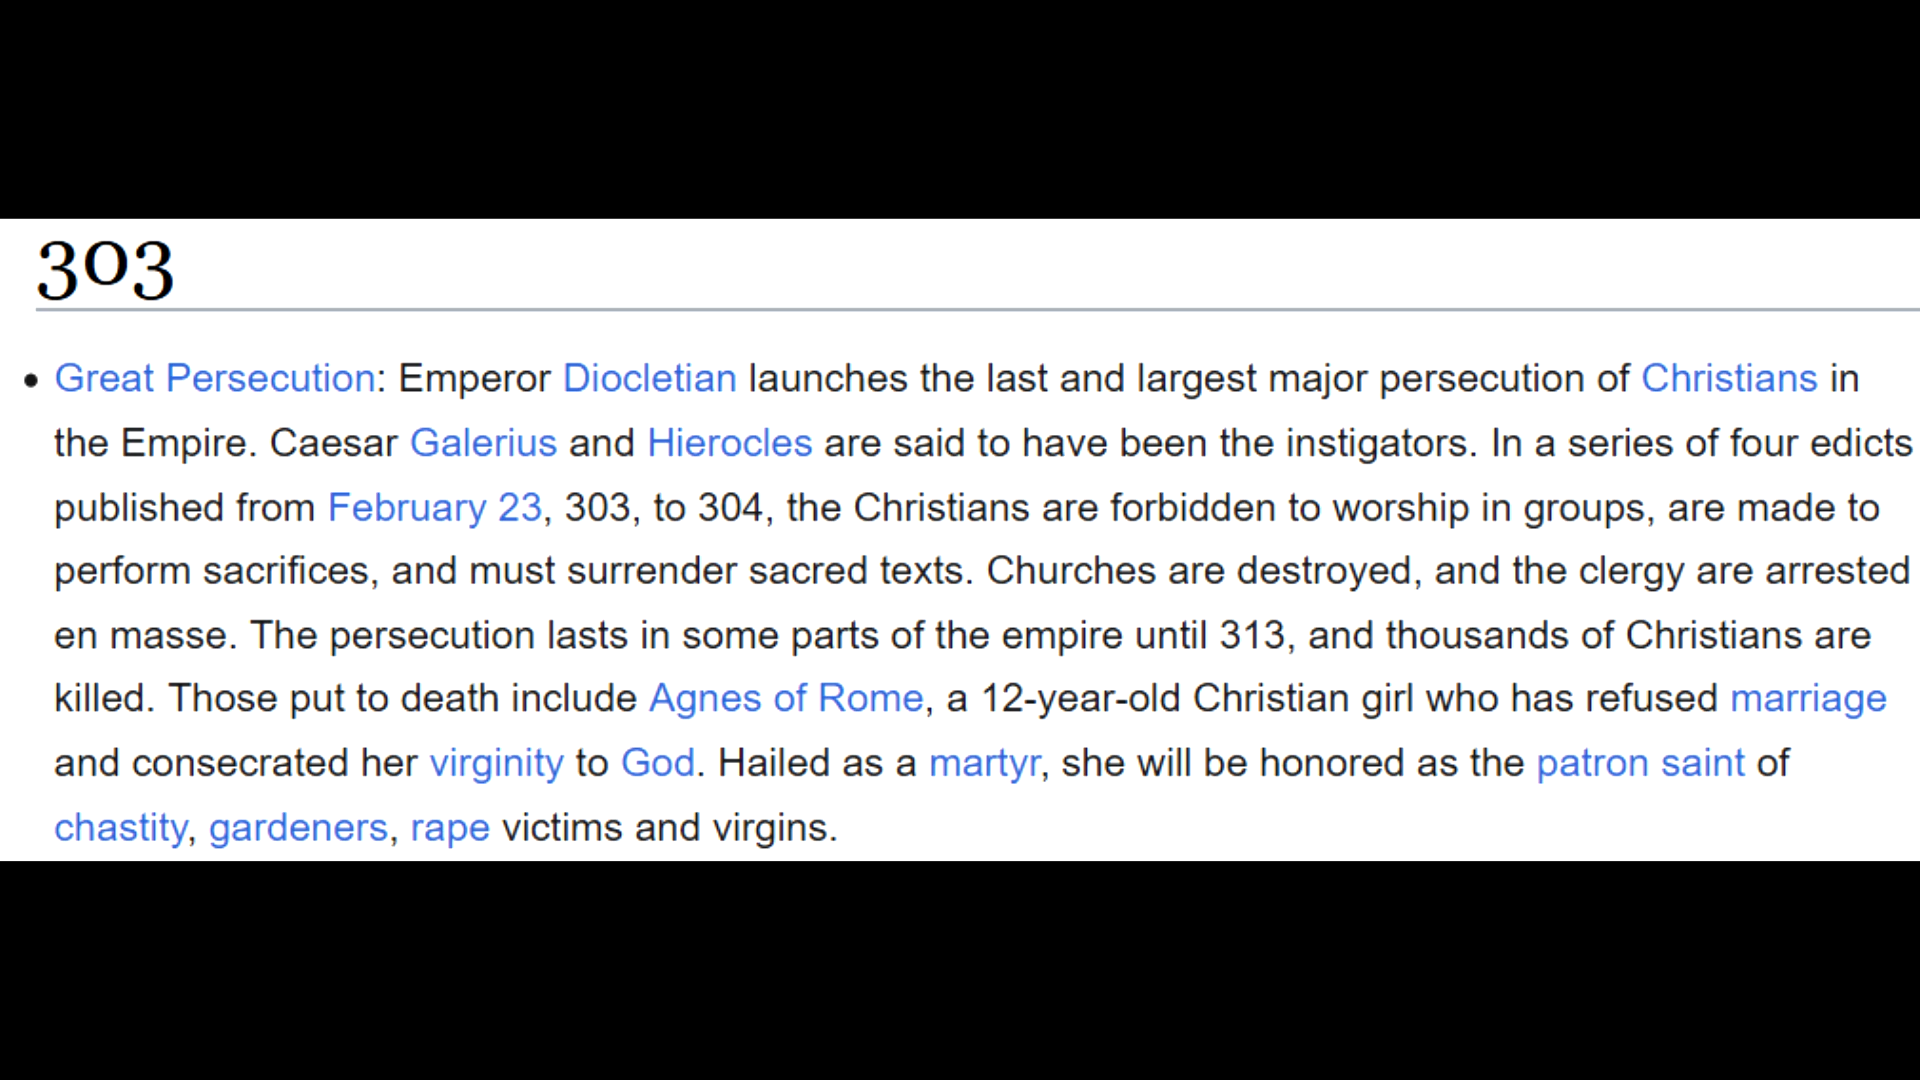 303
• Great Persecution: Emperor Diocletian launches the last and largest major persecution of Christians in
the Empire. Caesar Galerius and Hierocles are said to have been the instigators. In a series of four edicts
published from February 23, 303, to 304, the Christians are forbidden to worship in groups, are made to
perform sacrifices, and must surrender sacred texts. Churches are destroyed, and the clergy are arrested
en masse. The persecution lasts in some parts of the empire until 313, and thousands of Christians are
killed. Those put to death include Agnes of Rome, a 12-year-old Christian girl who has refused marriage
and consecrated her virginity to God. Hailed as a martyr, she will be honored as the patron saint of
chastity, gardeners, rape victims and virgins.